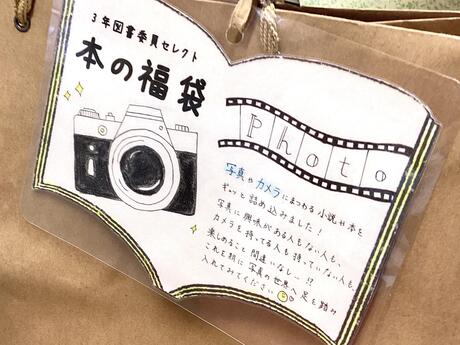 3年図書委員セレクト
本の福袋
Photo
写真やカメラにまつわる小説や本を
ギュッと詰め込みました！
写真に興味がある人もない人も、
カメラを持ってる人も持っていない人も、
楽しめること間違いなしー!?
これを機に写真の世界へ足を踏み
入れてみてください